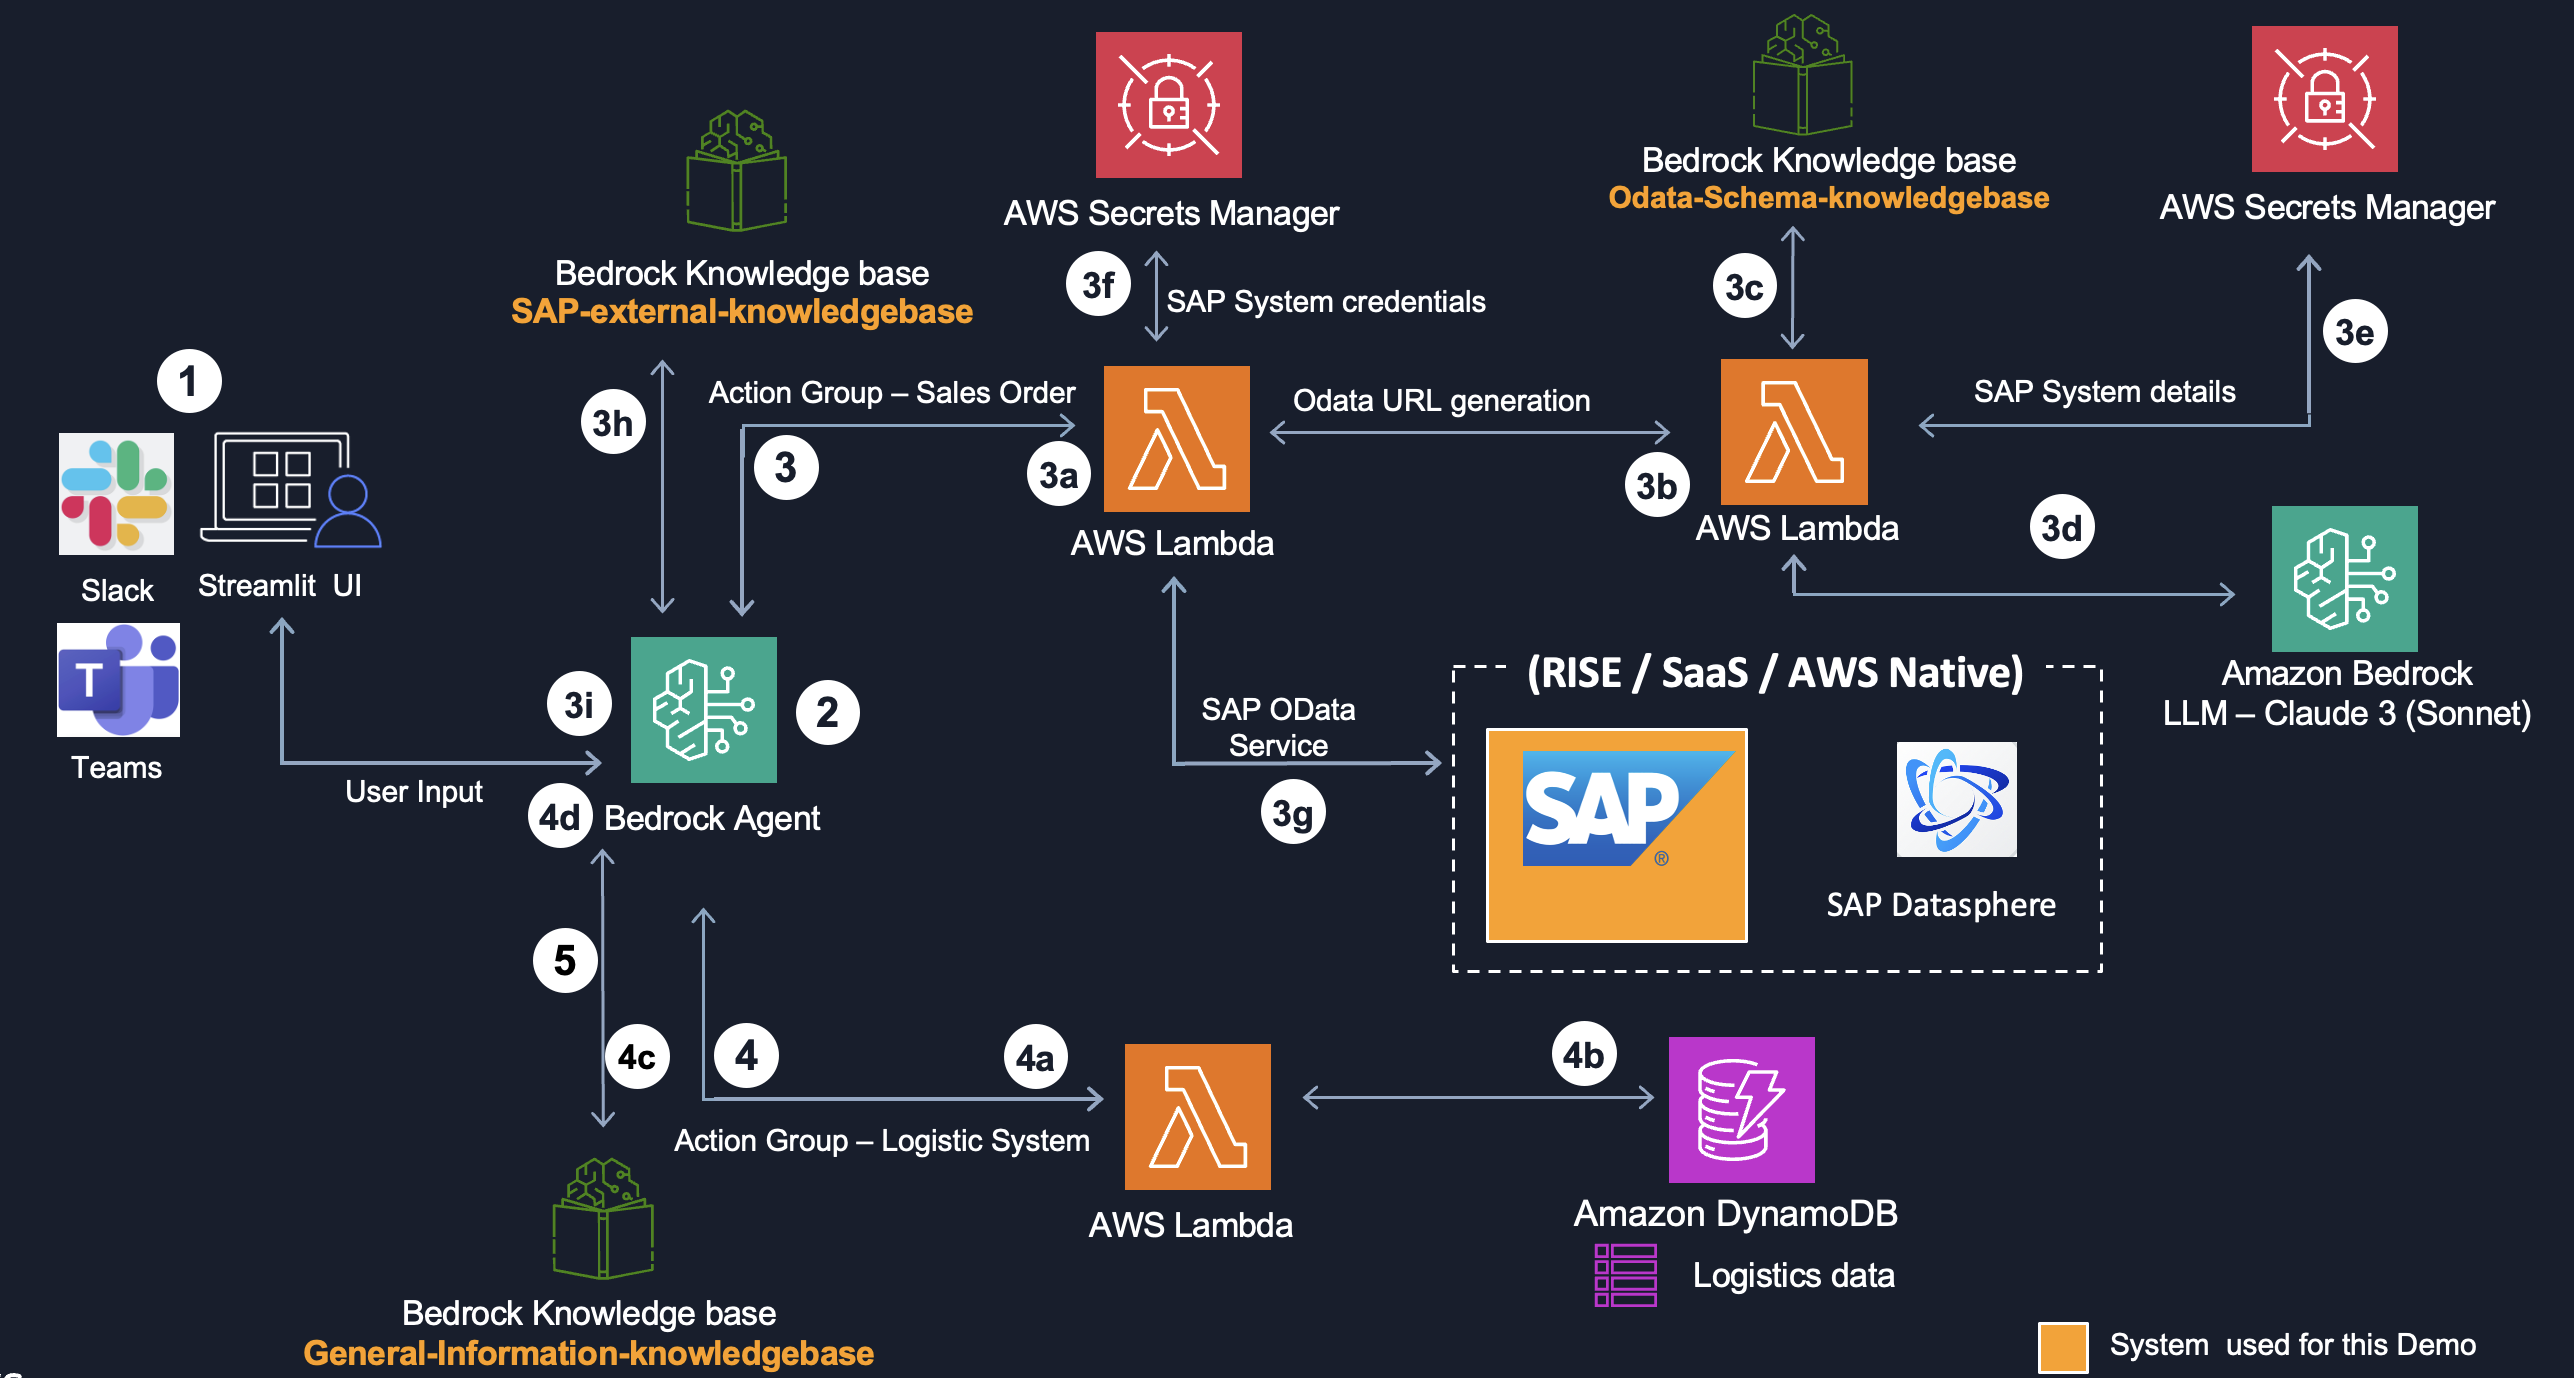 AWS Secrets Manager
3f
SAP System credentials
Bedrock Knowledge base
Odata-Schema-knowledgebase
3c
AWS Secrets Manager
3e
SAP System details
Bedrock Knowledge base
SAP-external-knowledgebase
3h
Action Group – Sales Order
3
3a
AWS Lambda
Odata URL generation
3b
AWS Lambda
3d
Amazon Bedrock
LLM – Claude 3 (Sonnet)
1
Slack
Streamlit UI
T
Teams
User Input
3i
2
4d
Bedrock Agent
SAP OData
Service
3g
(RISE / SaaS / AWS Native)
SAP
®
SAP Datasphere
5
4c
4
4a
Action Group – Logistic System
AWS Lambda
4b
Amazon DynamoDB
Logistics data
Bedrock Knowledge base
General-Information-knowledgebase
System used for this Demo